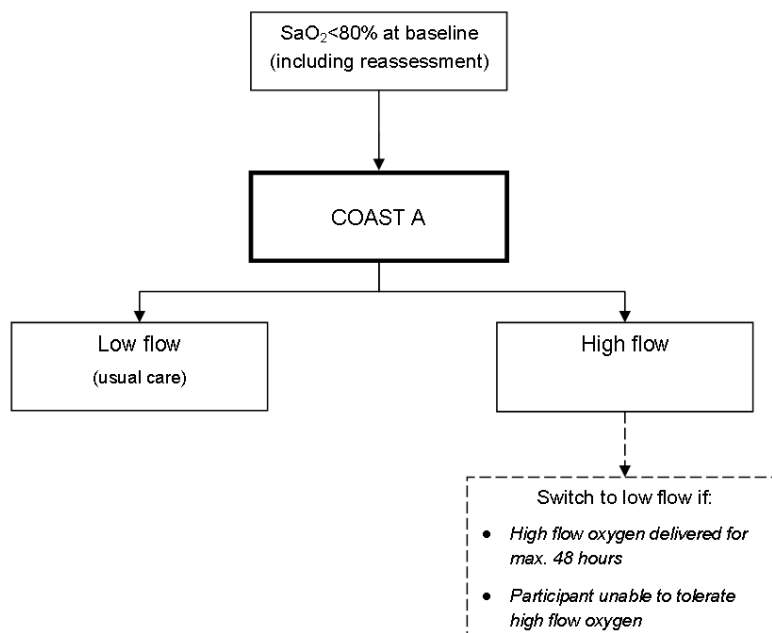 SaO₂<80% at baseline
(including reassessment)
COAST A
Low flow
(usual care)
High flow
Switch to low flow if:
• High flow oxygen delivered for
max. 48 hours
• Participant unable to tolerate
high flow oxygen